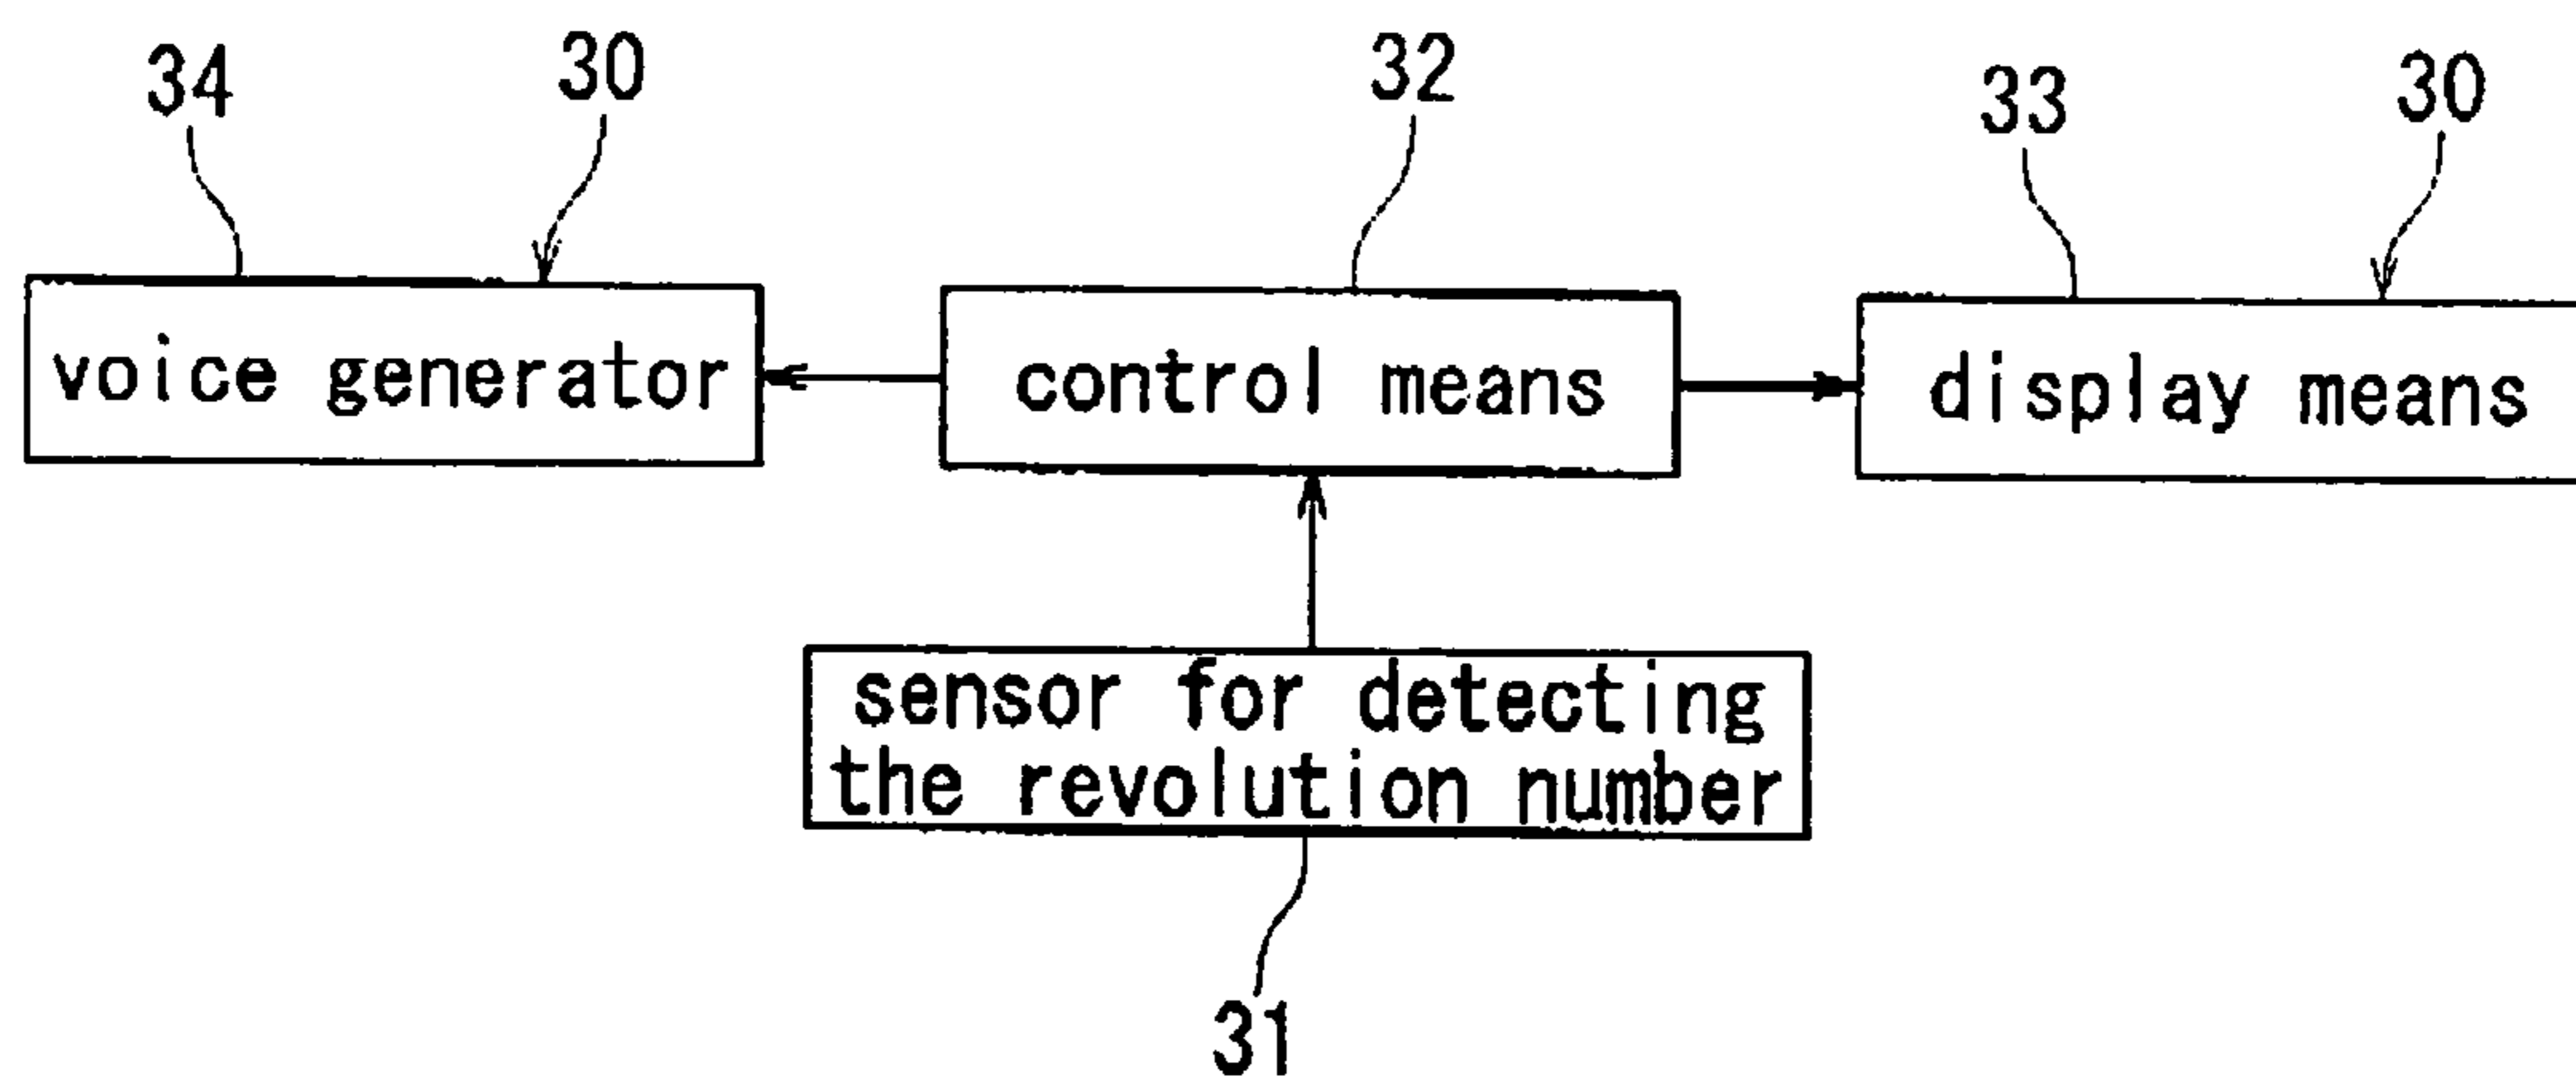 34
30
32
33
30
voice generator
control means
display means
sensor for detecting
the revolution number
31